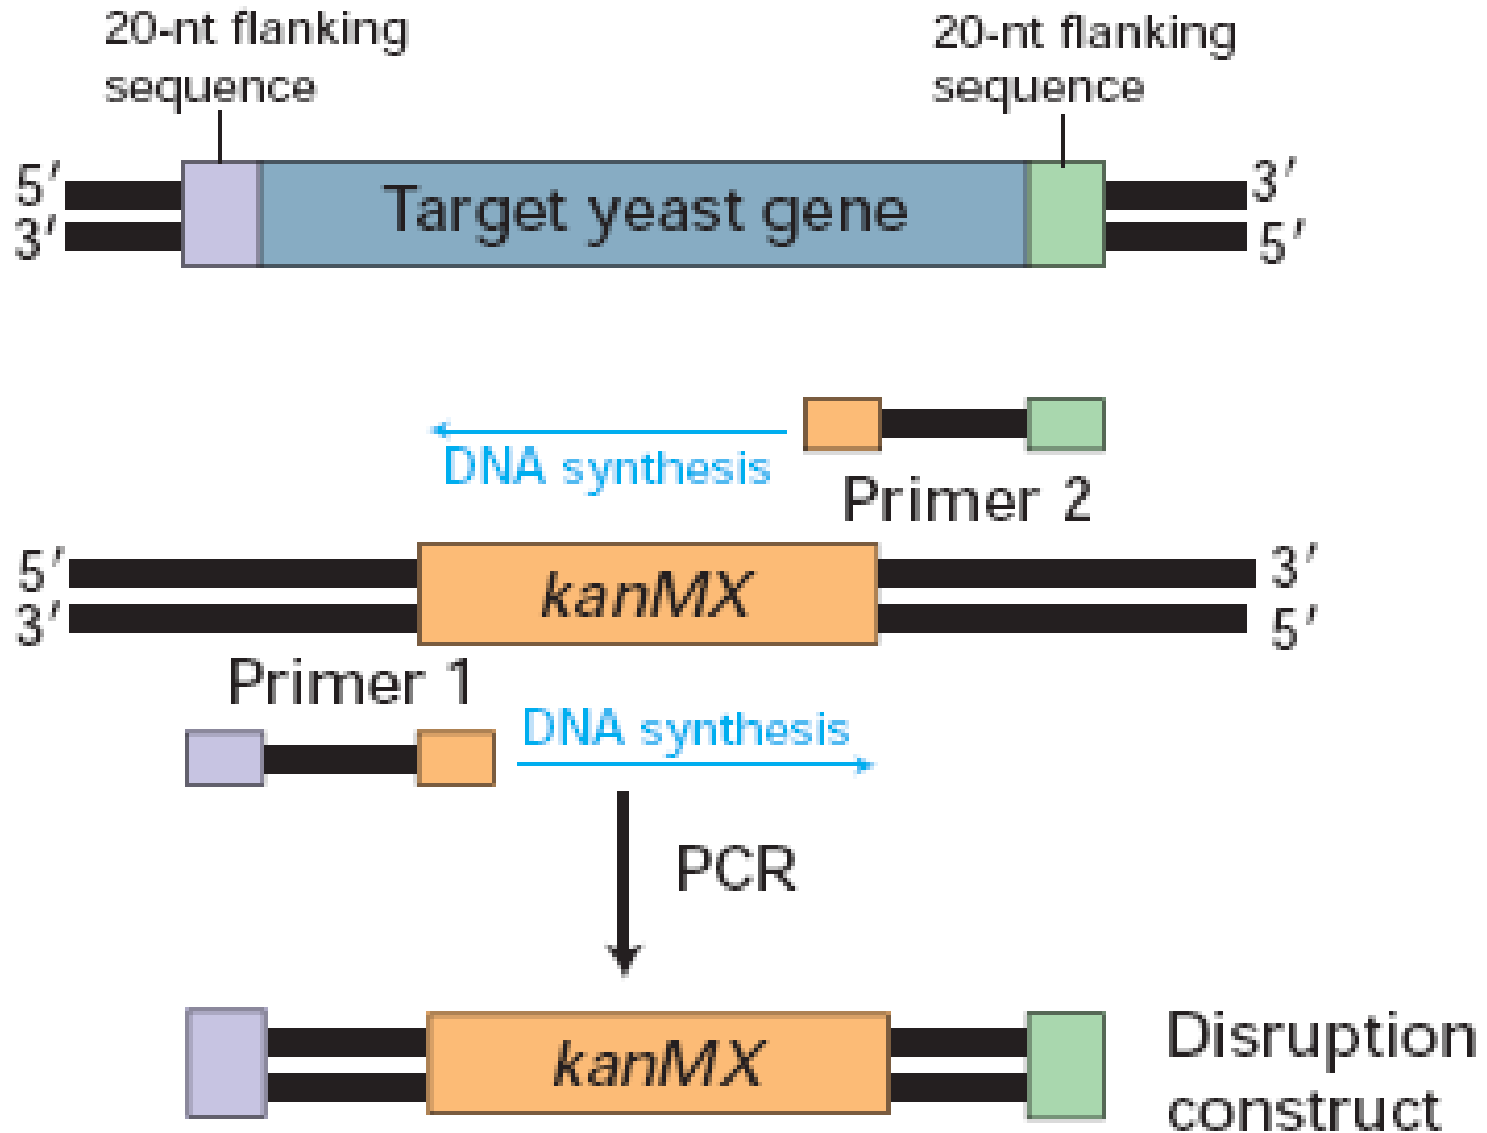 20-nt flanking
sequence
20-nt flanking
sequence
5′
3′
Target yeast gene
3′
5′
DNA synthesis
Primer 2
5′
3′
kanMX
3′
5′
Primer 1
DNA synthesis
PCR
kanMX
Disruption
construct